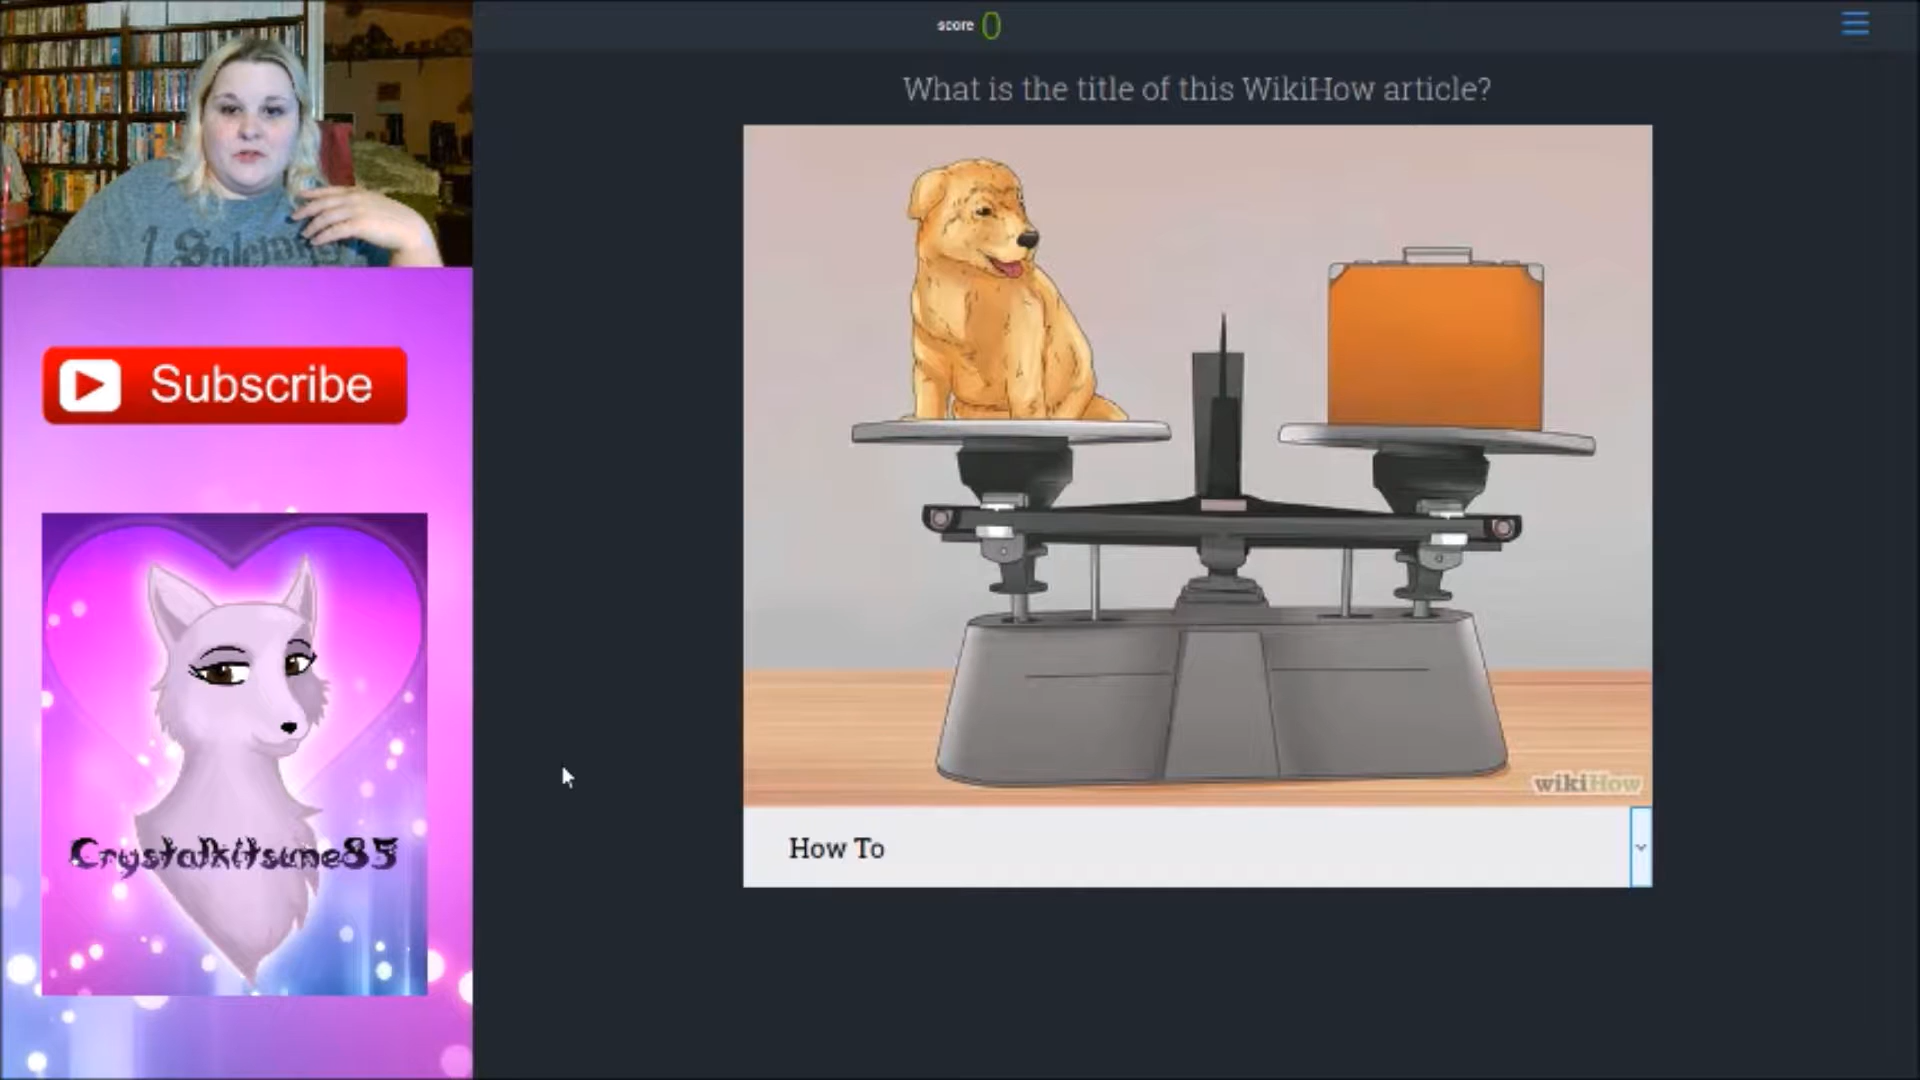 score 0
What is the title of this WikiHow article?
Subscribe
Crystalkitsune85
wikiHow
How To